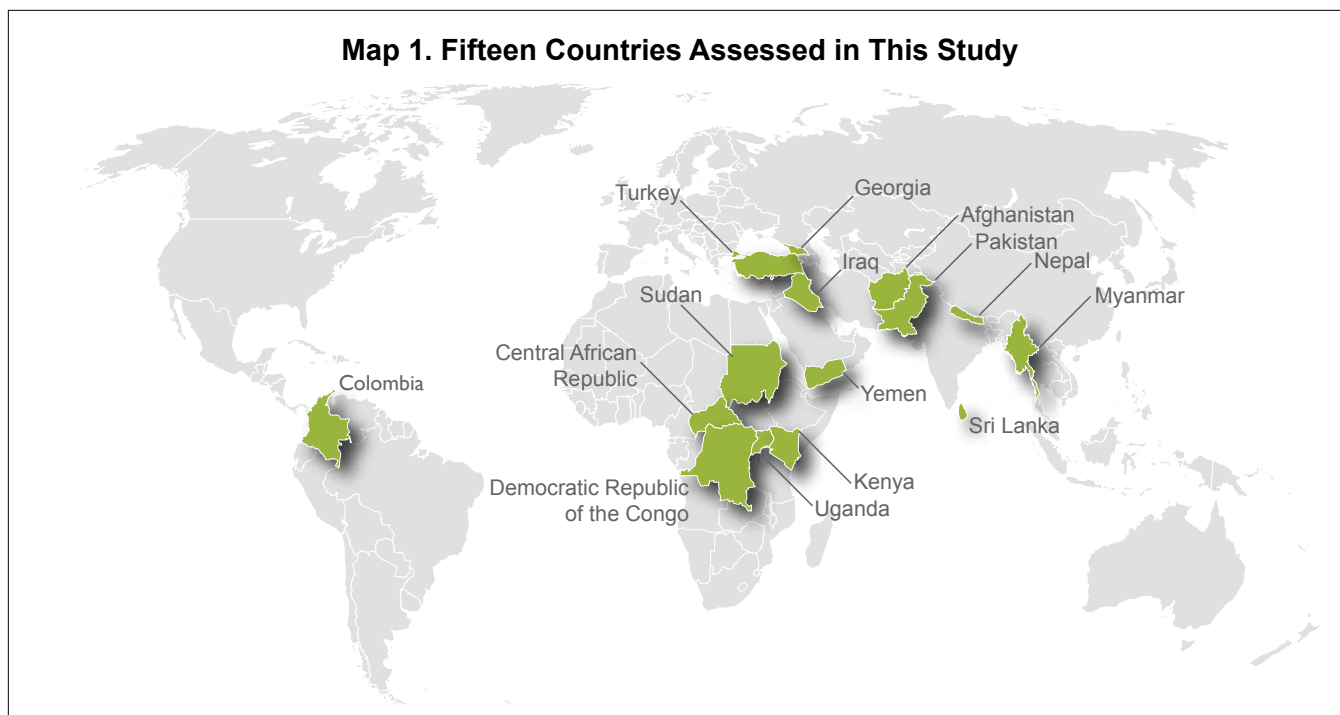 Map 1. Fifteen Countries Assessed in This Study
Turkey
Georgia
Afghanistan
Pakistan
Nepal
Iraq
Myanmar
Sudan
Central African
Republic
Colombia
Yemen
Sri Lanka
Kenya
Democratic Republic
of the Congo
Uganda